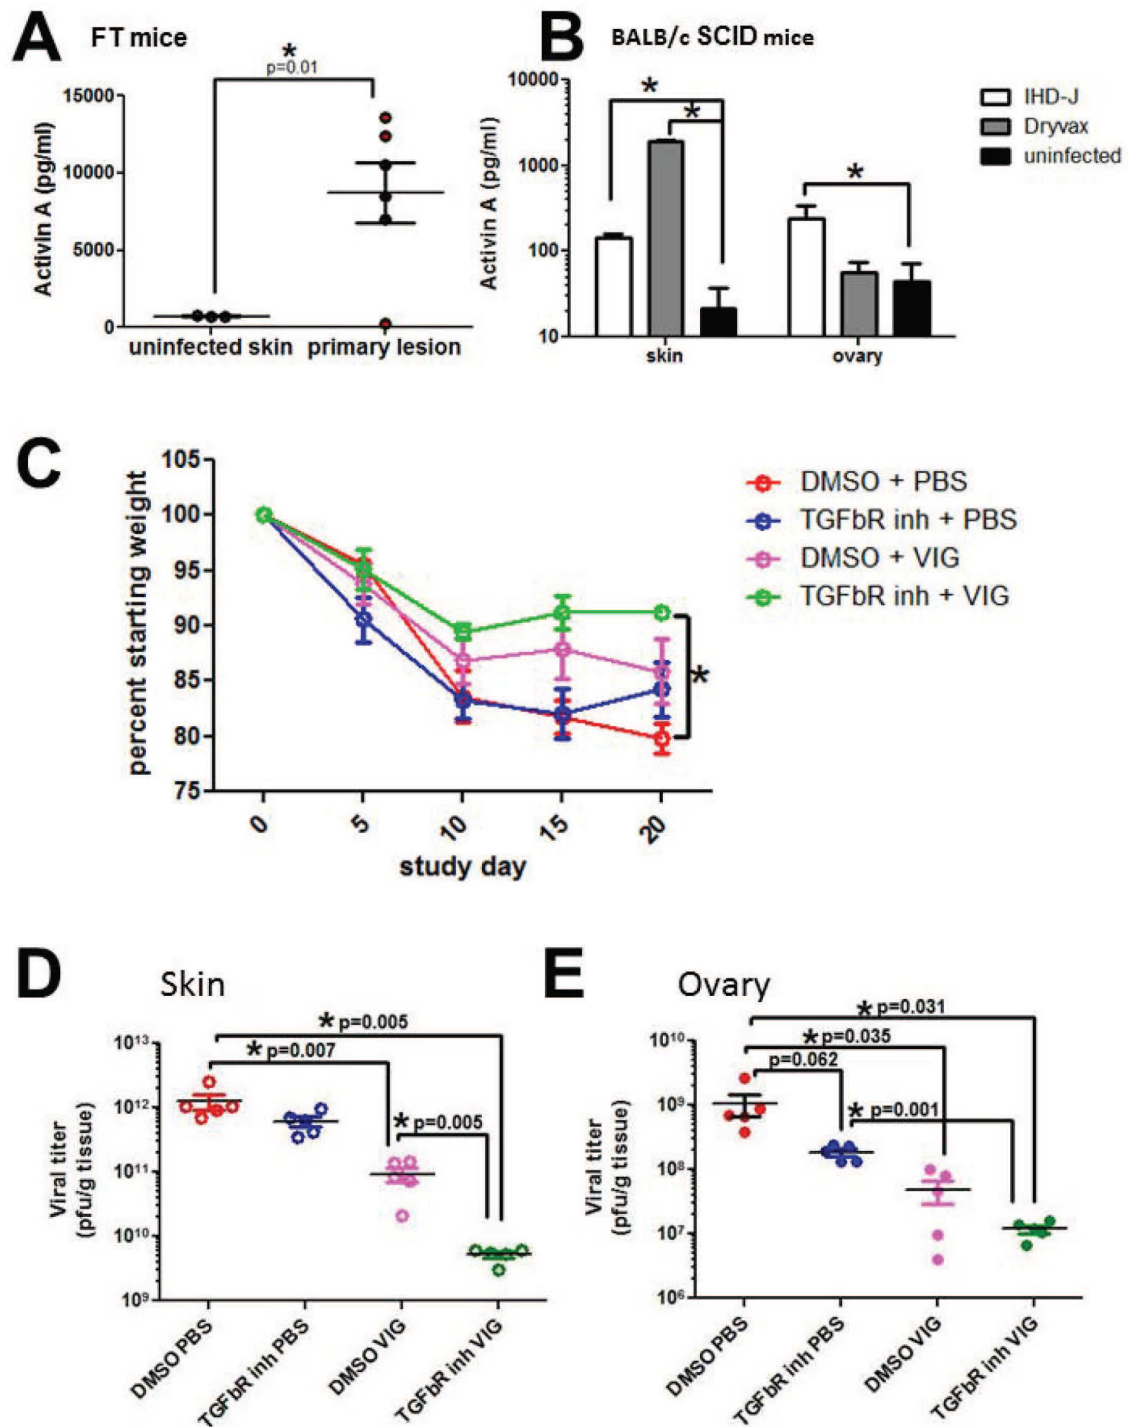 A
FT mice
*
p=0.01
15000
10000
5000
0
Activin A (pg/ml)
uninfected skin
primary lesion
B
BALB/c SCID mice
10000
1000
100
10
Activin A (pg/ml)
*
*
*
skin
ovary
IHD-J
Dryvax
uninfected
C
105
100
95
90
85
80
75
percent starting weight
0
5
10
15
20
study day
*
DMSO + PBS
TGFbR inh + PBS
DMSO + VIG
TGFbR inh + VIG
D
Skin
* p=0.005
* p=0.007
* p=0.005
10¹³
10¹²
10¹¹
10¹⁰
10⁹
Viral titer
(pfu/g tissue)
DMSO PBS
TGFbR inh PBS
DMSO VIG
TGFbR inh VIG
E
Ovary
* p=0.031
* p=0.035
p=0.062
* p=0.001
10¹⁰
10⁹
10⁸
10⁷
10⁶
Viral titer
(pfu/g tissue)
DMSO PBS
TGFbR inh PBS
DMSO VIG
TGFbR inh VIG